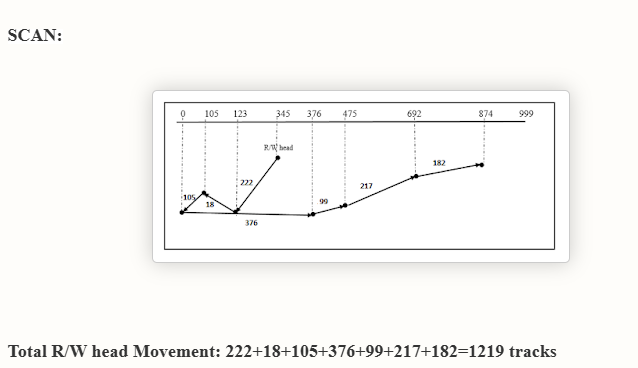 SCAN:
0 105 123 345 376 475 692 874 999
R/W head
182
222
217
105
18
99
376
Total R/W head Movement: 222+18+105+376+99+217+182=1219 tracks